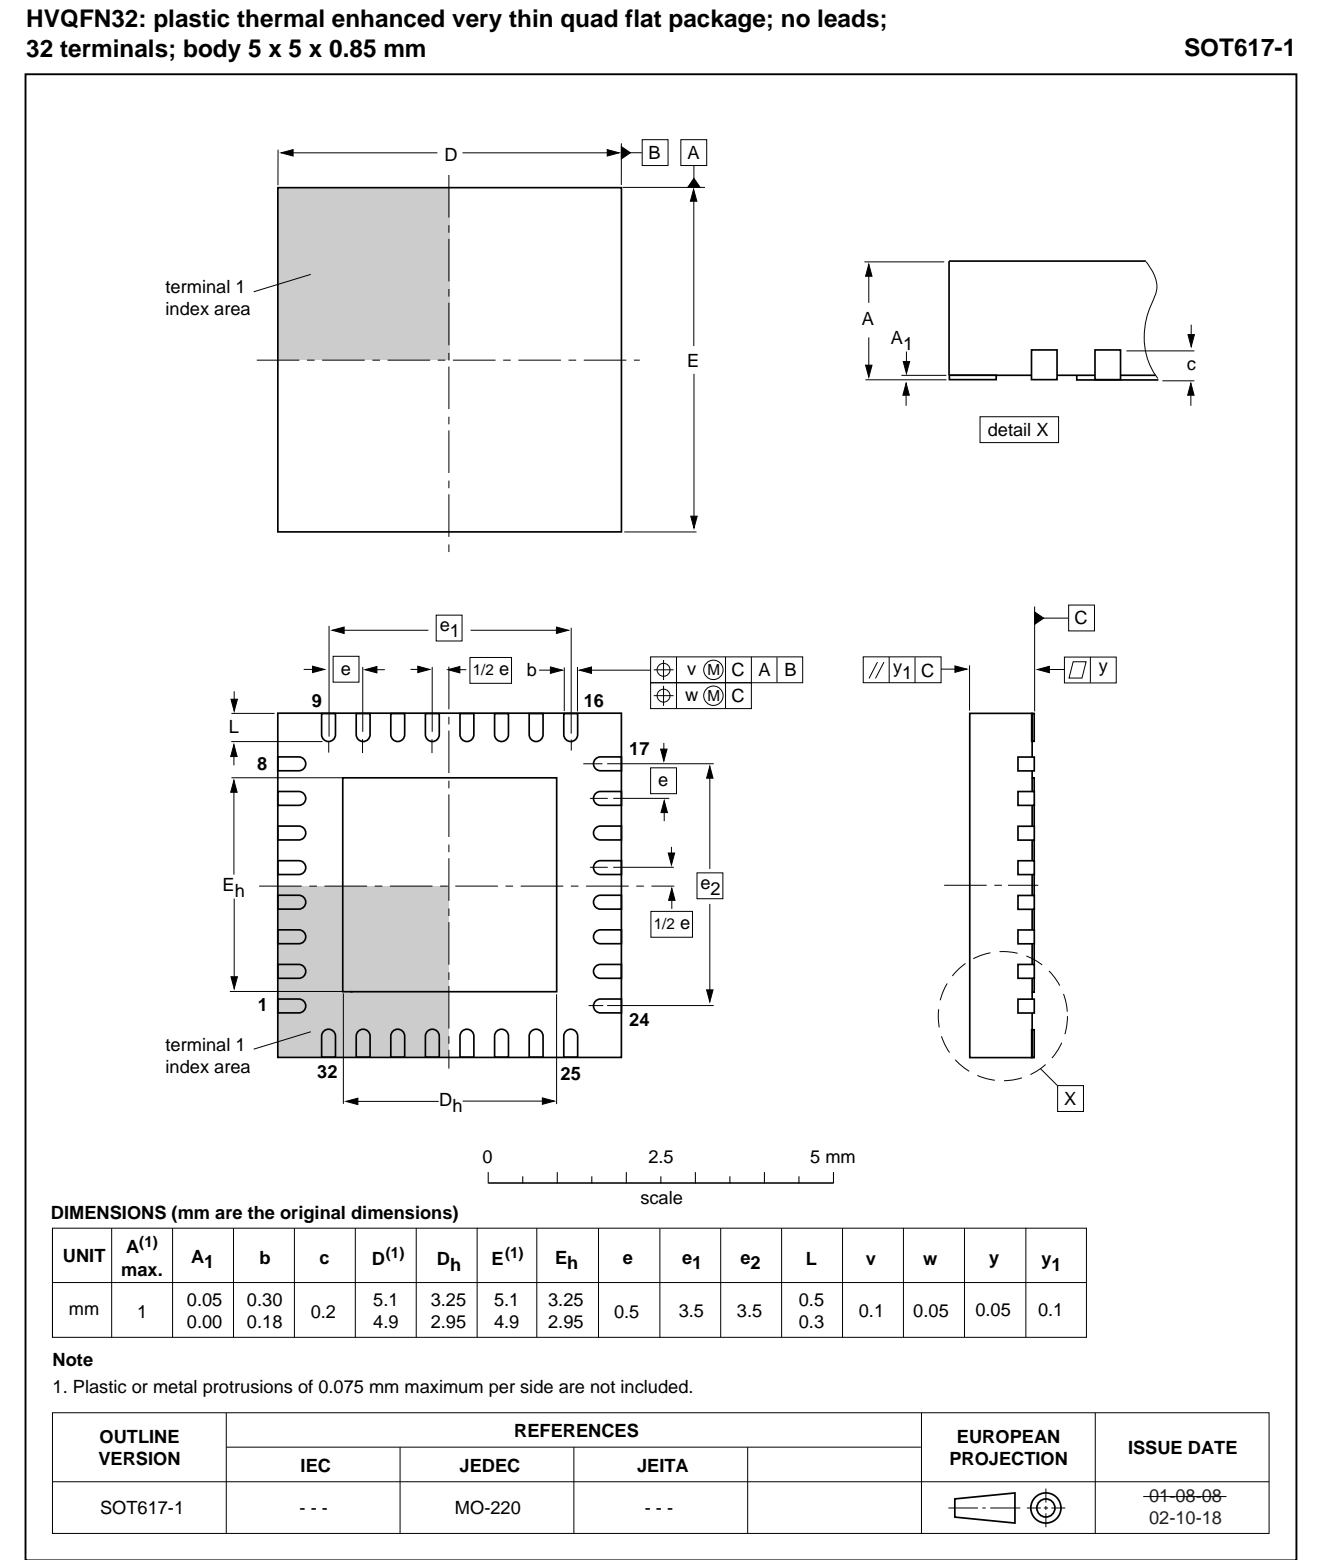 HVQFN32: plastic thermal enhanced very thin quad flat package; no leads;
32 terminals; body 5 x 5 x 0.85 mm
SOT617-1
D
B
A
terminal 1
index area
E
A
A1
c
detail X
e1
e
1/2 e
b
v M C A B
w M C
y1 C
C
y
9
16
L
8
17
e
Eh
e2
1/2 e
1
24
terminal 1
index area
32
25
Dh
X
0 2.5 5 mm
scale
DIMENSIONS (mm are the original dimensions)
UNIT A(1) max. A1 b c D(1) Dh E(1) Eh e e1 e2 L v w y y1
mm 1 0.05 0.00 0.30 0.18 0.2 5.1 4.9 3.25 2.95 5.1 4.9 3.25 2.95 0.5 3.5 3.5 0.5 0.3 0.1 0.05 0.05 0.1
Note
1. Plastic or metal protrusions of 0.075 mm maximum per side are not included.
OUTLINE VERSION REFERENCES EUROPEAN PROJECTION ISSUE DATE
IEC JEDEC JEITA
SOT617-1 - - - MO-220 - - - 01-08-08
02-10-18